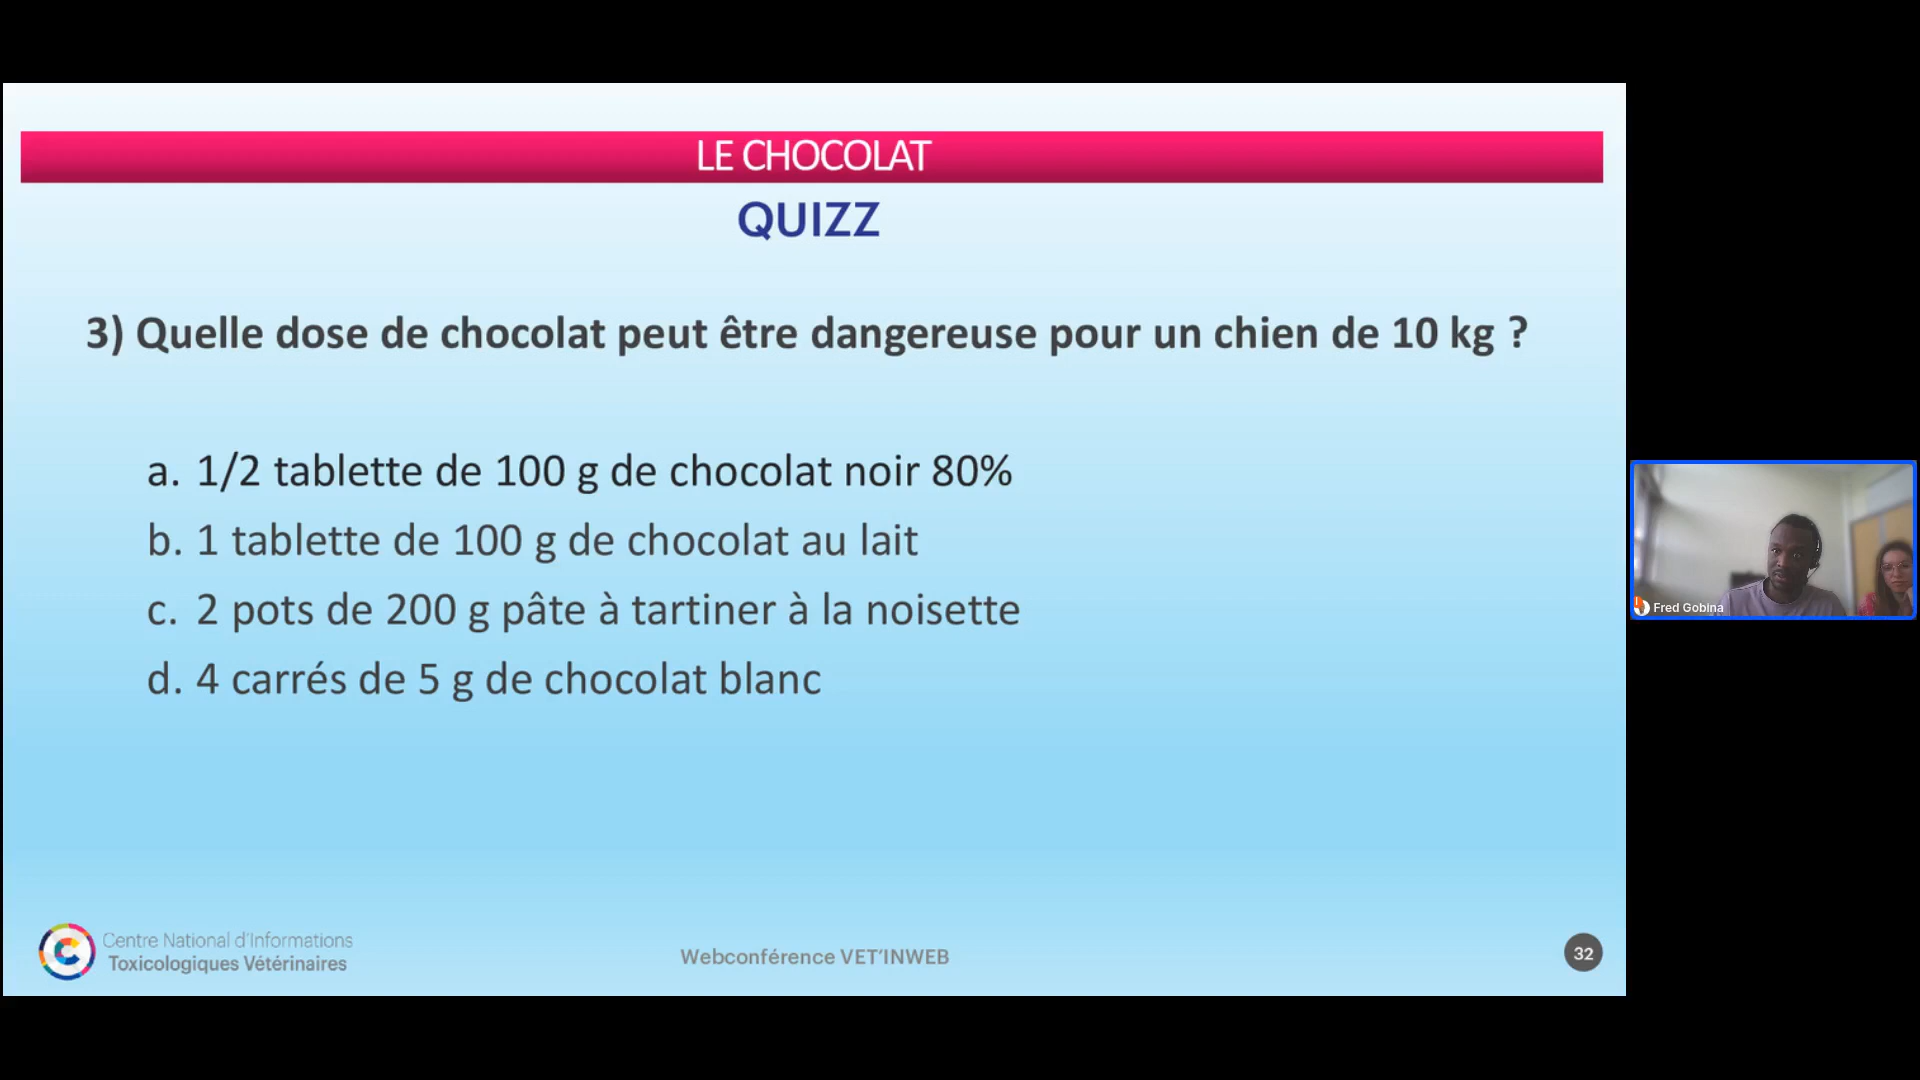 LE CHOCOLAT
QUIZZ
3) Quelle dose de chocolat peut être dangereuse pour un chien de 10 kg ?
a. 1/2 tablette de 100 g de chocolat noir 80%
b. 1 tablette de 100 g de chocolat au lait
c. 2 pots de 200 g pâte à tartiner à la noisette
d. 4 carrés de 5 g de chocolat blanc
Fred Gobina
Centre National d'Informations
Toxicologiques Vétérinaires
Webconférence VET'INWEB
32